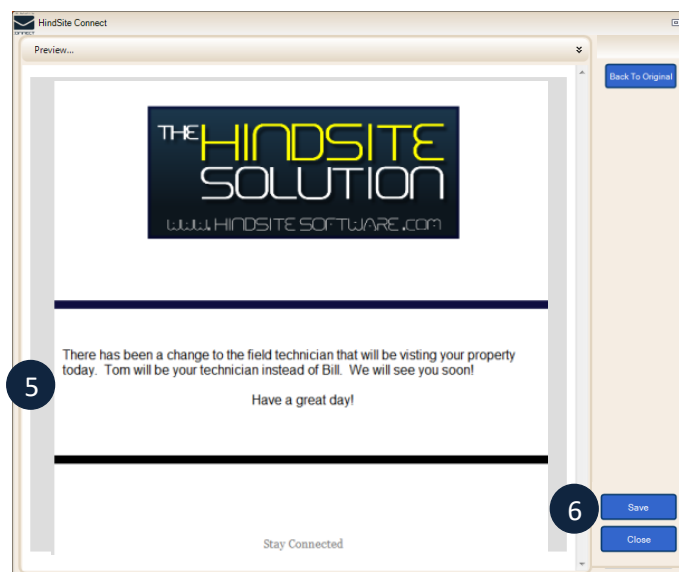 HindSite Connect
Preview...
Back To Original
THE HINDSITE
SOLUTION
www.HINDSITE SOFTWARE.com
There has been a change to the field technician that will be visting your property
today. Tom will be your technician instead of Bill. We will see you soon!
5
Have a great day!
6
Save
Close
Stay Connected